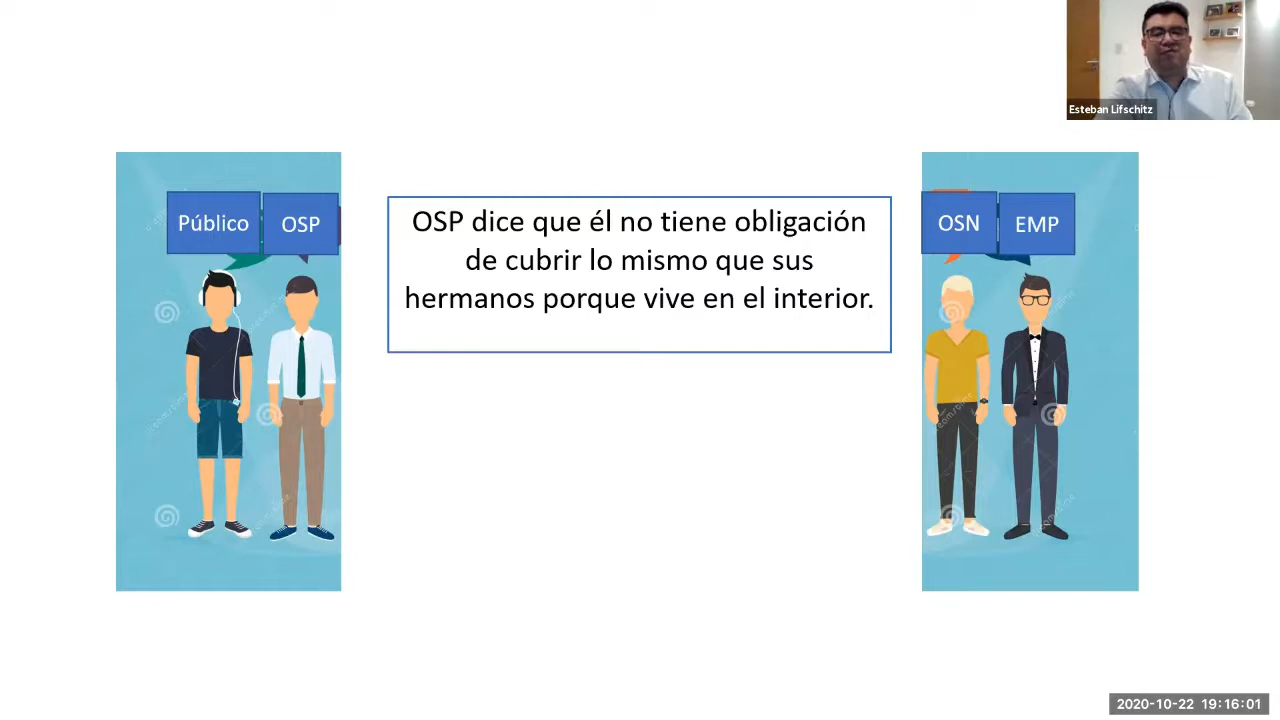 Esteban Lifschitz
Público
OSP
OSP dice que él no tiene obligación
de cubrir lo mismo que sus
hermanos porque vive en el interior.
OSN
EMP
2020-10-22 19:16:01